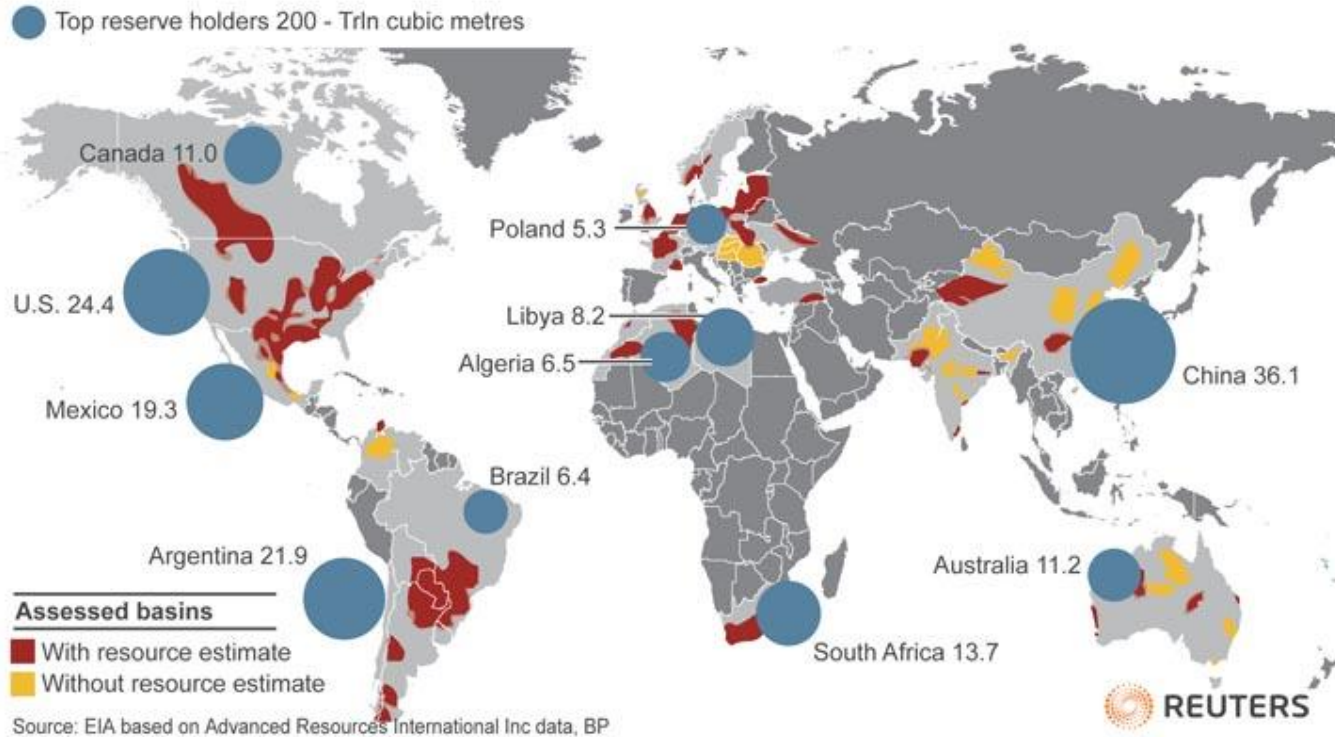 Top reserve holders 200 - Trln cubic metres
Canada 11.0
Poland 5.3
U.S. 24.4
Libya 8.2
Algeria 6.5
China 36.1
Mexico 19.3
Brazil 6.4
Argentina 21.9
Australia 11.2
South Africa 13.7
Assessed basins
With resource estimate
Without resource estimate
REUTERS
Source: EIA based on Advanced Resources International Inc data, BP